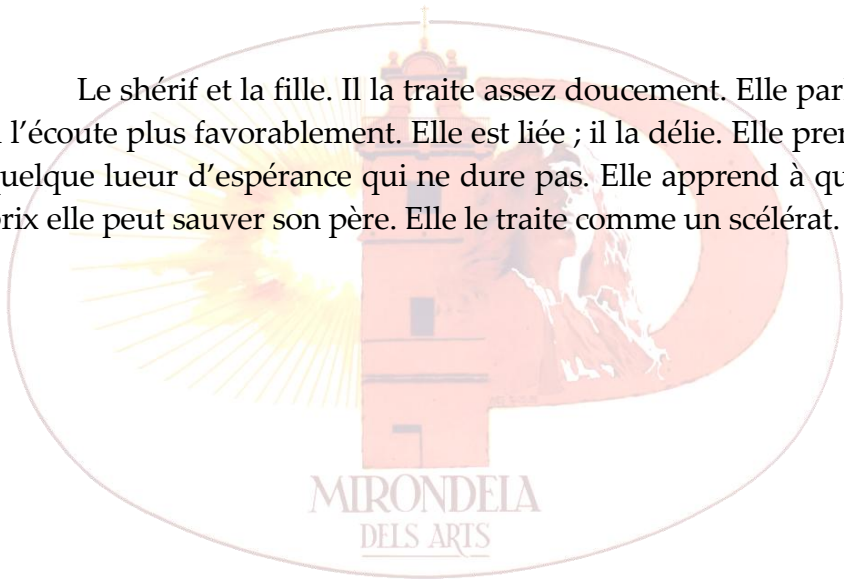 Le shérif et la fille. Il la traite assez doucement. Elle par
l’écoute plus favorablement. Elle est liée ; il la délie. Elle pren
uelque lueur d’espérance qui ne dure pas. Elle apprend à qu
rix elle peut sauver son père. Elle le traite comme un scélérat.
MIRONDELA
DELS ARTS